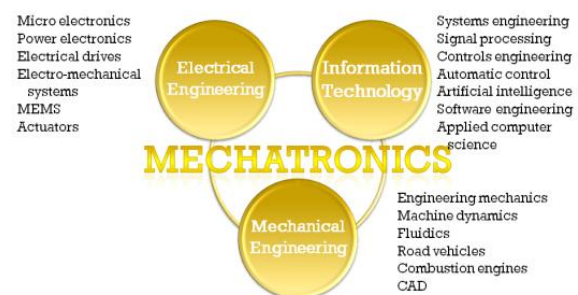 Micro electronics
Power electronics
Electrical drives
Electro-mechanical
systems
MEMS
Actuators
Electrical
Engineering
Information
Technology
Systems engineering
Signal processing
Controls engineering
Automatic control
Artificial intelligence
Software engineering
Applied computer
science
MECHATRONICS
Mechanical
Engineering
Engineering mechanics
Machine dynamics
Fluidics
Road vehicles
Combustion engines
CAD